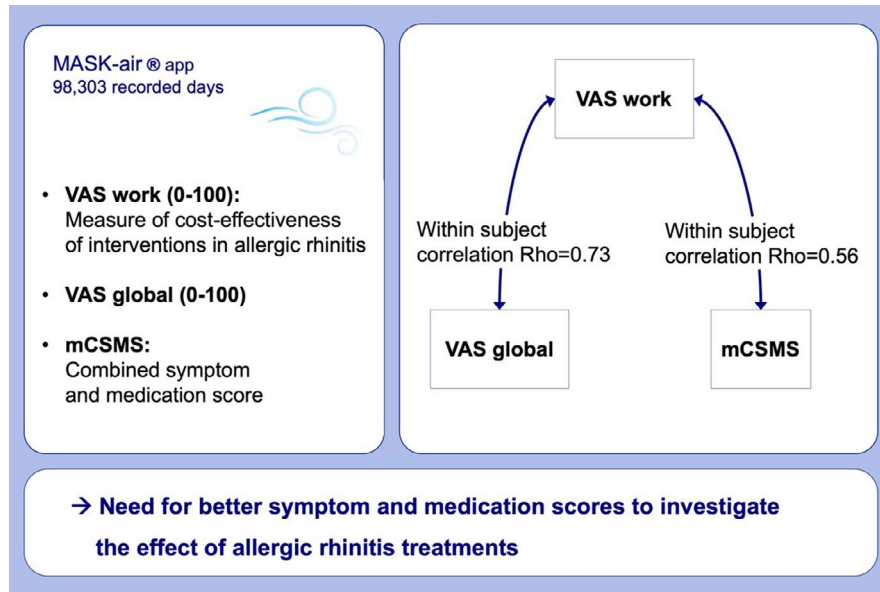 MASK-air ® app
98,303 recorded days
• VAS work (0-100):
Measure of cost-effectiveness
of interventions in allergic rhinitis
• VAS global (0-100)
• mCSMS:
Combined symptom
and medication score
VAS work
Within subject
correlation Rho=0.73
Within subject
correlation Rho=0.56
VAS global
mCSMS
→ Need for better symptom and medication scores to investigate
the effect of allergic rhinitis treatments